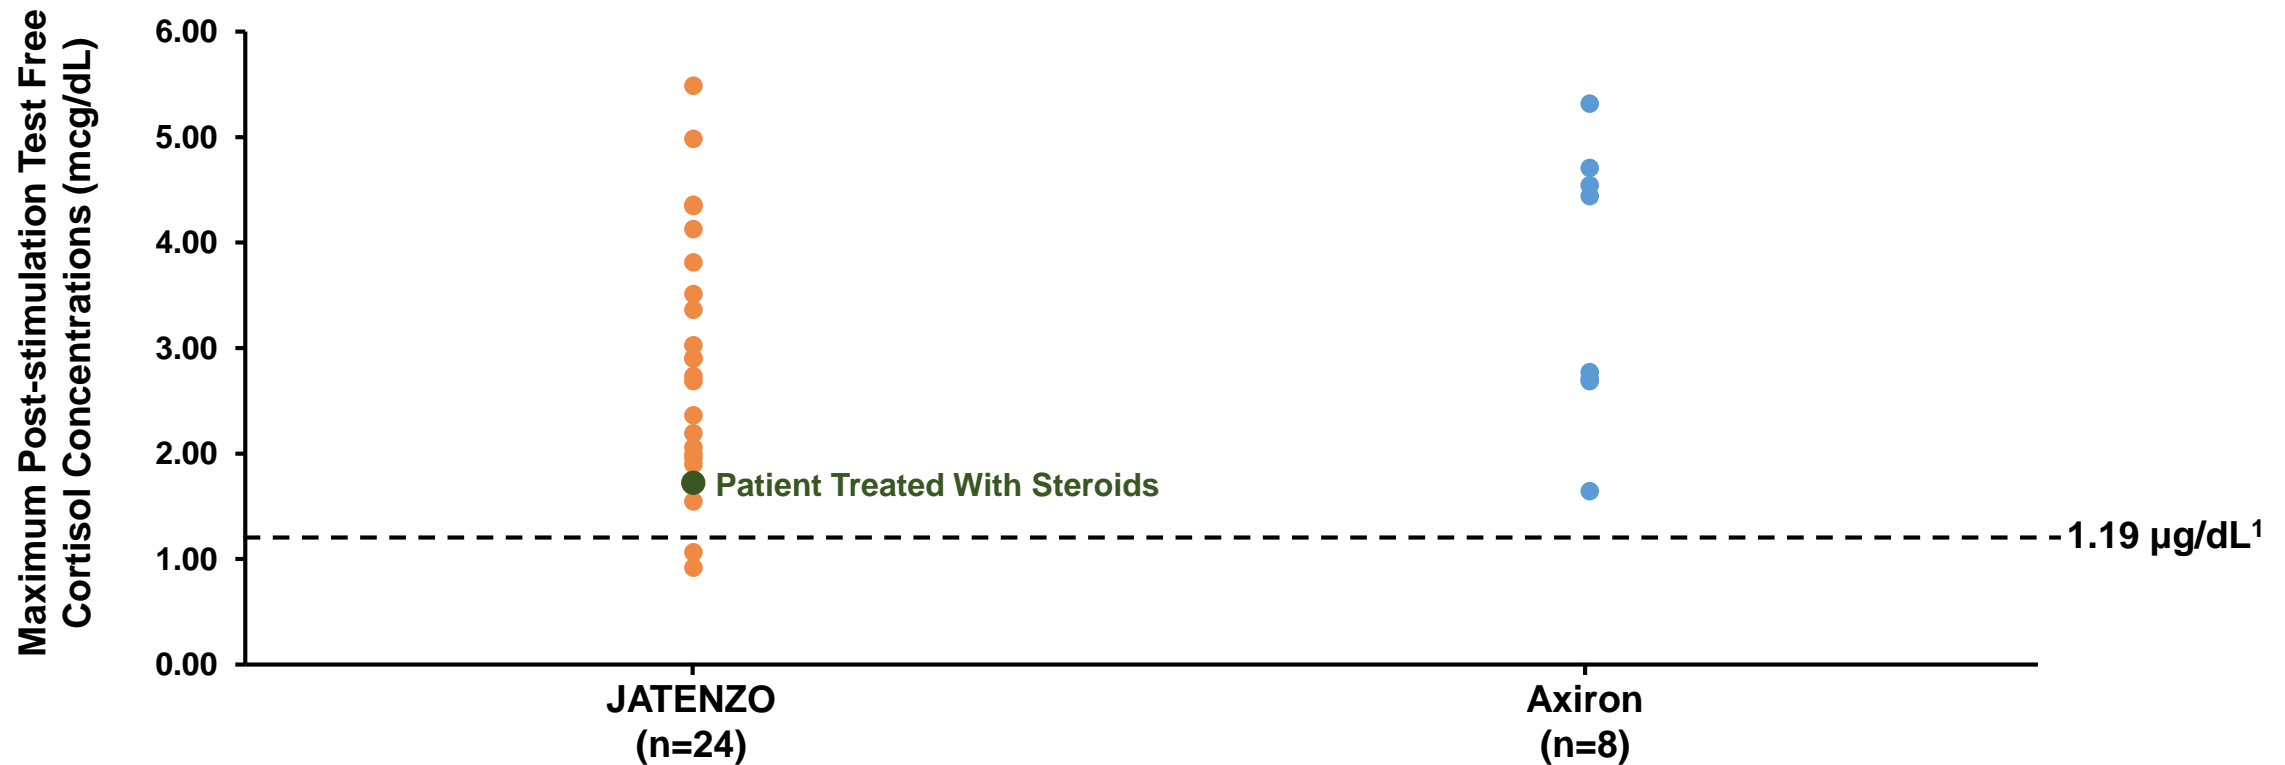 Maximum Post-stimulation Test Free
Cortisol Concentrations (mcg/dL)
6.00
5.00
4.00
3.00
2.00
1.00
0.00
Patient Treated With Steroids
1.19 µg/dL¹
JATENZO
(n=24)
Axiron
(n=8)